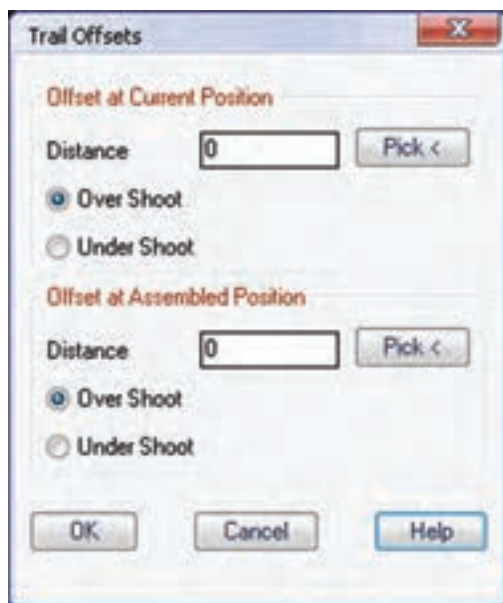 Trail Offsets
Offset at Current Position
Distance 0 Pick <
Over Shoot
Under Shoot
Offset at Assembled Position
Distance 0 Pick <
Over Shoot
Under Shoot
OK Cancel Help